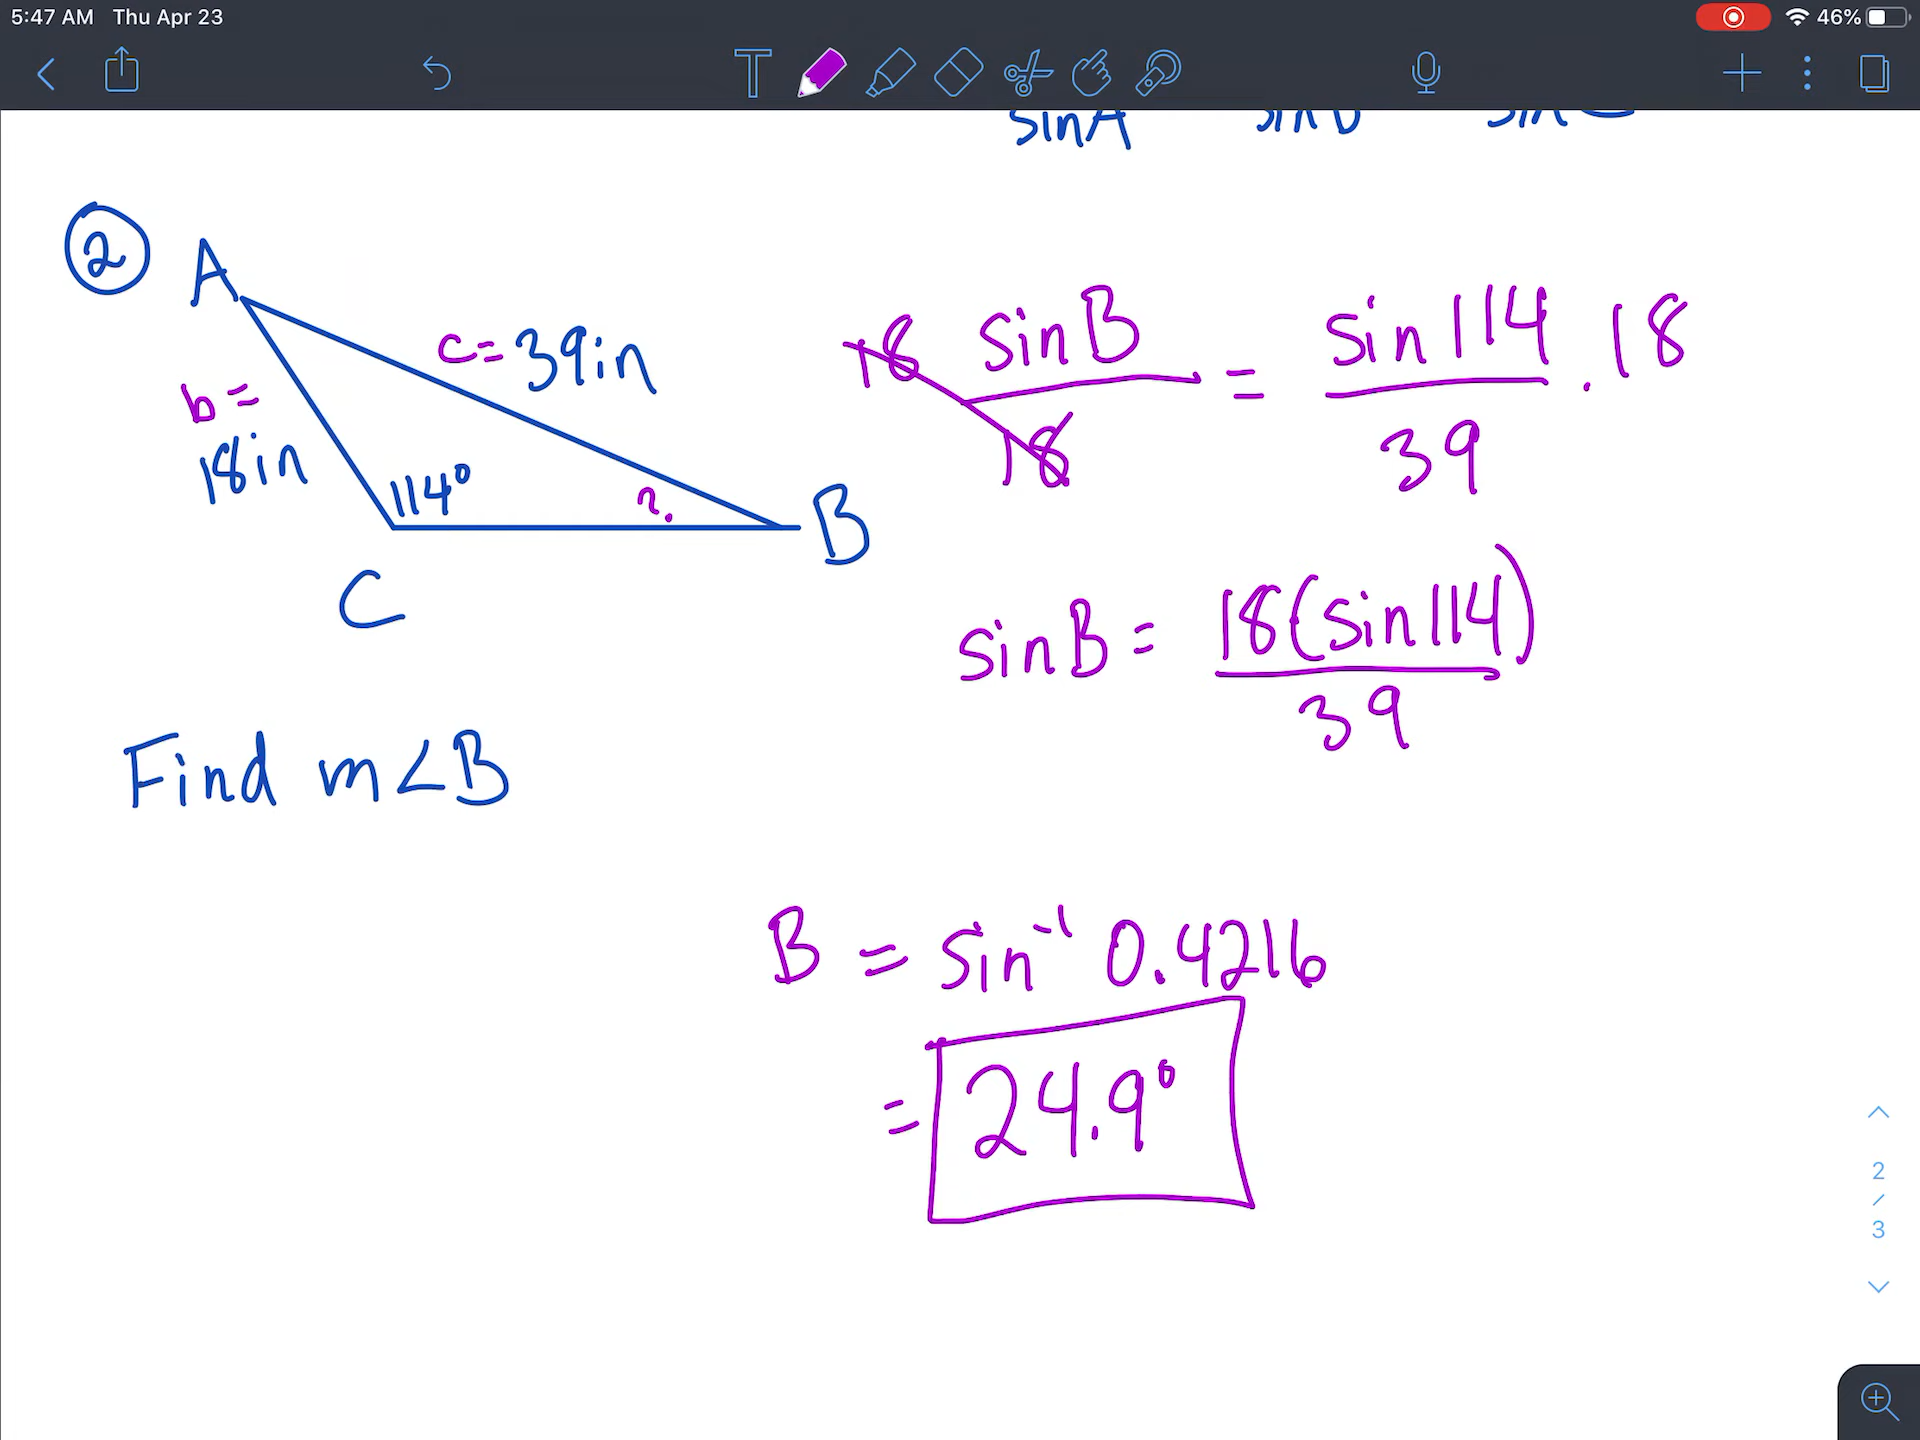 5:47 AM Thu Apr 23
46%
T
sinA sinB sinC
2
A
c= 39in
b=
18in
114°
?
B
C
18 sinB = sin114 . 18
18 39
sinB = 18(sin114)
39
Find m∠B
B = sin⁻¹ 0.4216
= 24.9°
2
/
3